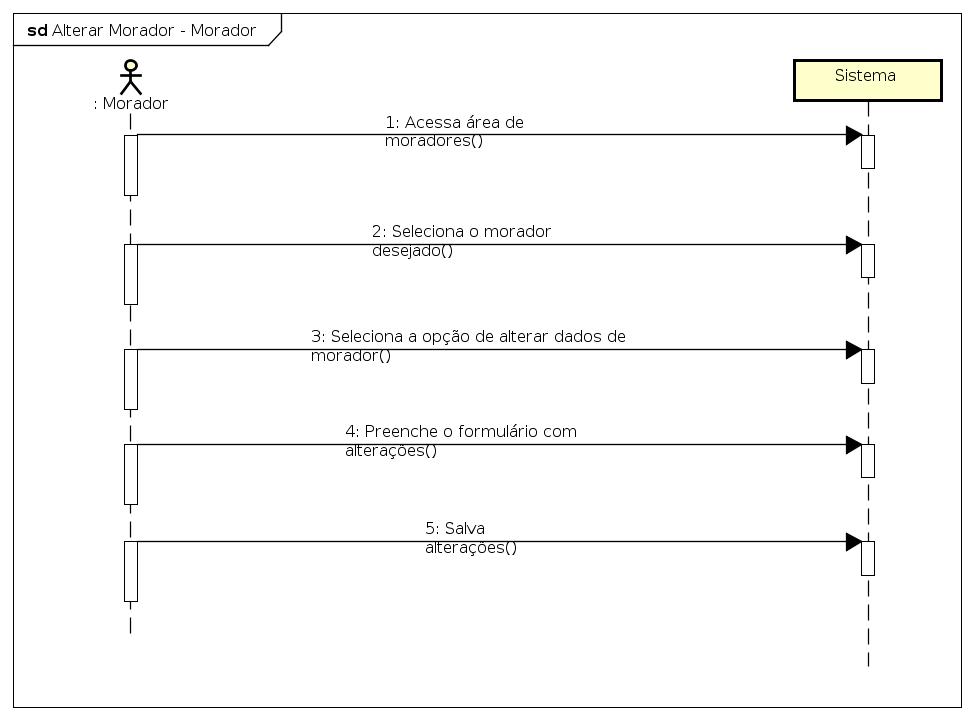 sd Alterar Morador - Morador
: Morador
Sistema
1: Acessa área de
moradores()
2: Seleciona o morador
desejado()
3: Seleciona a opção de alterar dados de
morador()
4: Preenche o formulário com
alterações()
5: Salva
alterações()